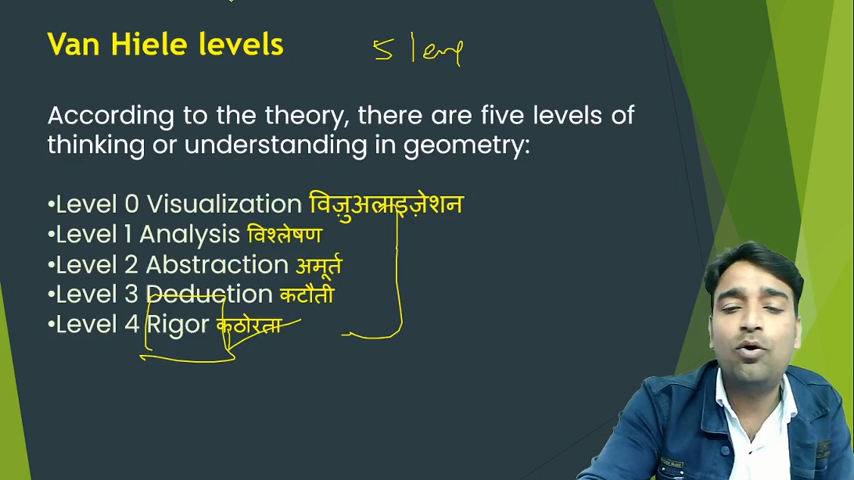 Van Hiele levels
5 leve
According to the theory, there are five levels of
thinking or understanding in geometry:
•Level 0 Visualization विज़ुअलाइज़ेशन
•Level 1 Analysis विश्लेषण
•Level 2 Abstraction अमूर्त
•Level 3 Deduction कटौती
•Level 4 Rigor कठोरता